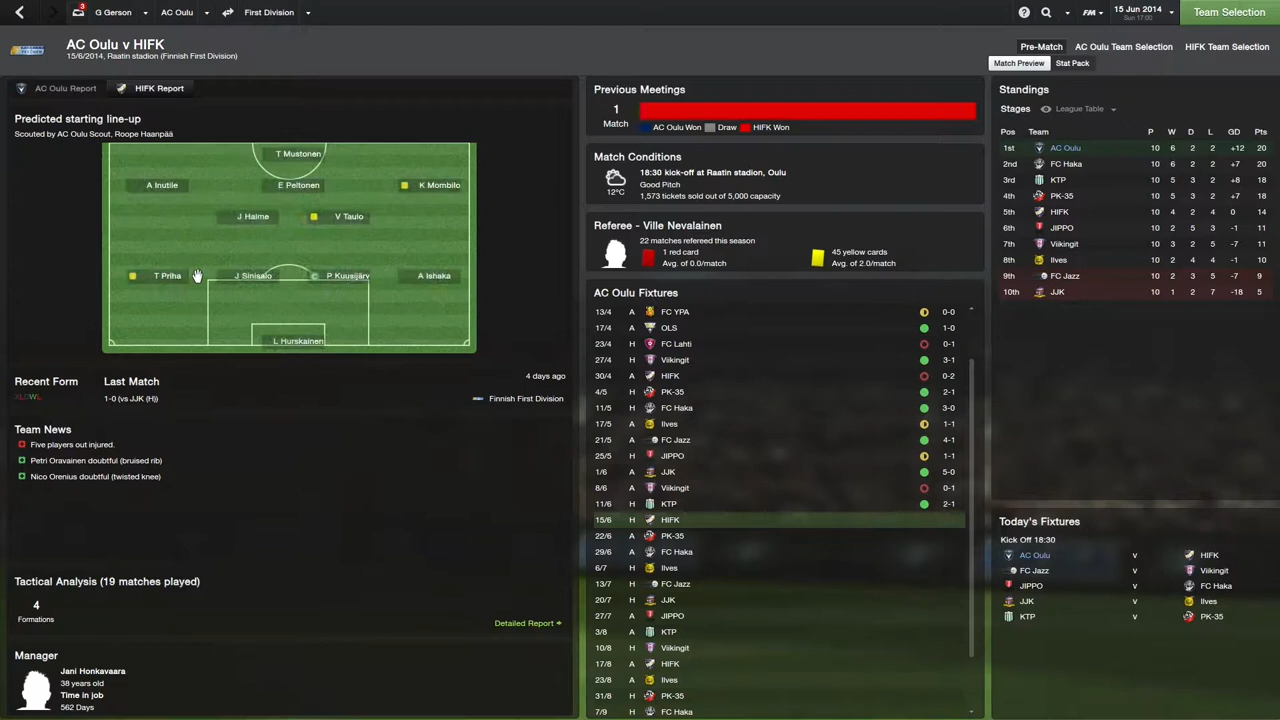 3
G Gerson
AC Oulu
First Division
?
FM
15 Jun 2014
Sun 17:00
Team Selection
AC Oulu v HIFK
15/6/2014, Raatin stadion (Finnish First Division)
Pre-Match
AC Oulu Team Selection
HIFK Team Selection
Match Preview
Stat Pack
AC Oulu Report
HIFK Report
Predicted starting line-up
Scouted by AC Oulu Scout, Roope Haanpää
T Mustonen
A Inutile
E Peltonen
K Mombilo
J Haime
V Taulo
T Priha
J Sinisalo
C
P Kuusijärv
A Ishaka
L Hurskainen
4 days ago
Recent Form
Last Match
XLDWL
1-0 (vs JJK (H))
Finnish First Division
Team News
Five players out injured.
Petri Oravainen doubtful (bruised rib)
Nico Orenius doubtful (twisted knee)
Tactical Analysis (19 matches played)
4
Formations
Detailed Report
Manager
Jani Honkavaara
38 years old
Time in job
562 Days
Previous Meetings
1
Match
AC Oulu Won
Draw
HIFK Won
Match Conditions
12°C
18:30 kick-off at Raatin stadion, Oulu
Good Pitch
1,573 tickets sold out of 5,000 capacity
Referee - Ville Nevalainen
22 matches refereed this season
1 red card
Avg. of 0.0/match
45 yellow cards
Avg. of 2.0/match
AC Oulu Fixtures
13/4 A FC YPA 0-0
17/4 A OLS 1-0
23/4 H FC Lahti 0-1
27/4 H Viikingit 3-1
30/4 A HIFK 0-2
4/5 H PK-35 2-1
11/5 H FC Haka 3-0
17/5 A Ilves 1-1
21/5 A FC Jazz 4-1
25/5 H JIPPO 1-1
1/6 A JJK 5-0
8/6 A Viikingit 0-1
11/6 H KTP 2-1
15/6 H HIFK
22/6 A PK-35
29/6 A FC Haka
6/7 H Ilves
13/7 H FC Jazz
20/7 H JJK
27/7 H JIPPO
3/8 A KTP
10/8 H Viikingit
17/8 A HIFK
23/8 A Ilves
31/8 H PK-35
7/9 H FC Haka
Standings
Stages
League Table
Pos Team P W D L GD Pts
1st AC Oulu 10 6 2 2 +12 20
2nd FC Haka 10 6 2 2 +7 20
3rd KTP 10 5 3 2 +8 18
4th PK-35 10 5 3 2 +7 18
5th HIFK 10 4 2 4 0 14
6th JIPPO 10 2 5 3 -1 11
7th Viikingit 10 3 2 5 -7 11
8th Ilves 10 2 4 4 -1 10
9th FC Jazz 10 2 3 5 -7 9
10th JJK 10 1 2 7 -18 5
Today's Fixtures
Kick Off 18:30
AC Oulu v HIFK
FC Jazz v Viikingit
JIPPO v FC Haka
JJK v Ilves
KTP v PK-35